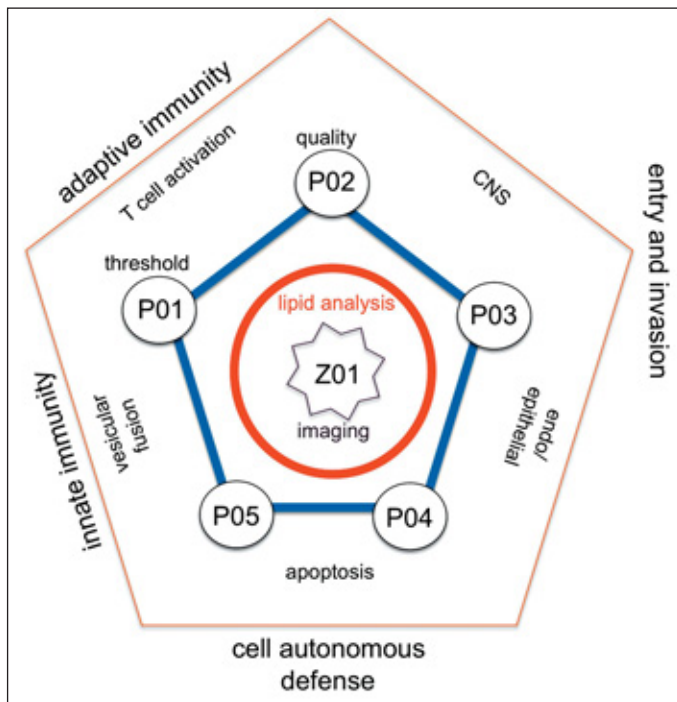 adaptive immunity
T cell activation
quality
P02
CNS
entry and invasion
threshold
P01
lipid analysis
P03
Z01
imaging
innate immunity
vesicular
fusion
endo/
epithelial
P05
P04
apoptosis
cell autonomous
defense